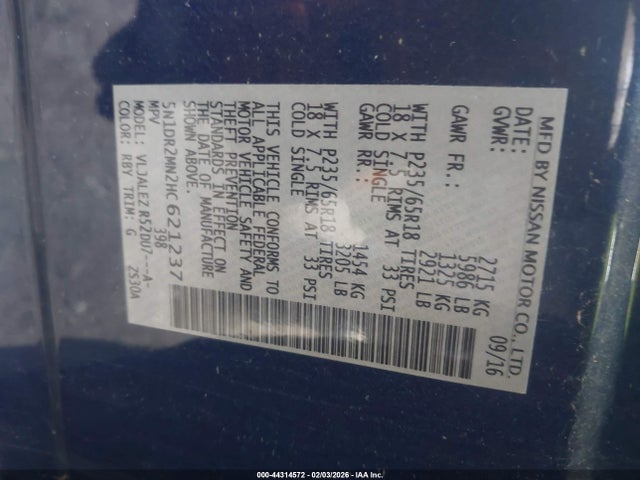 MFD BY NISSAN MOTOR CO., LTD.
DATE: 09/16
GVWR: 2715 KG
5986 LB
GAWR FR.: 1325 KG
2921 LB
WITH P235/65R18 TIRES
18 X 7.5 RIMS AT 33 PSI
COLD SINGLE
GAWR RR.: 1454 KG
3205 LB
WITH P235/65R18 TIRES
18 X 7.5 RIMS AT 33 PSI
COLD SINGLE
THIS VEHICLE CONFORMS TO
ALL APPLICABLE FEDERAL
MOTOR VEHICLE SAFETY AND
THEFT PREVENTION
STANDARDS IN EFFECT ON
THE DATE OF MANUFACTURE
SHOWN ABOVE.
5N1DR2MN2HC621237
MPV 398
MODEL: VLJALEZ R52DU7---A-
COLOR: RBY TRIM: G ZS30A
000-44314572 - 02/03/2026 - IAA Inc.